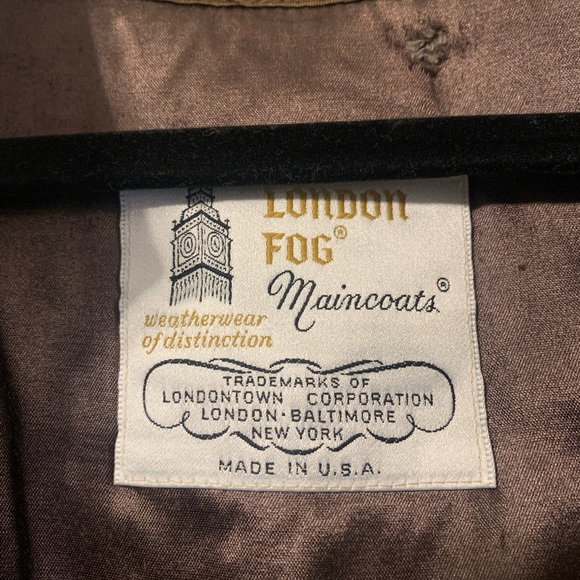 LONDON
FOG®
Maincoats®
weatherwear
of distinction
TRADEMARKS OF
LONDONTOWN CORPORATION
LONDON·BALTIMORE
NEW YORK
MADE IN U.S.A.